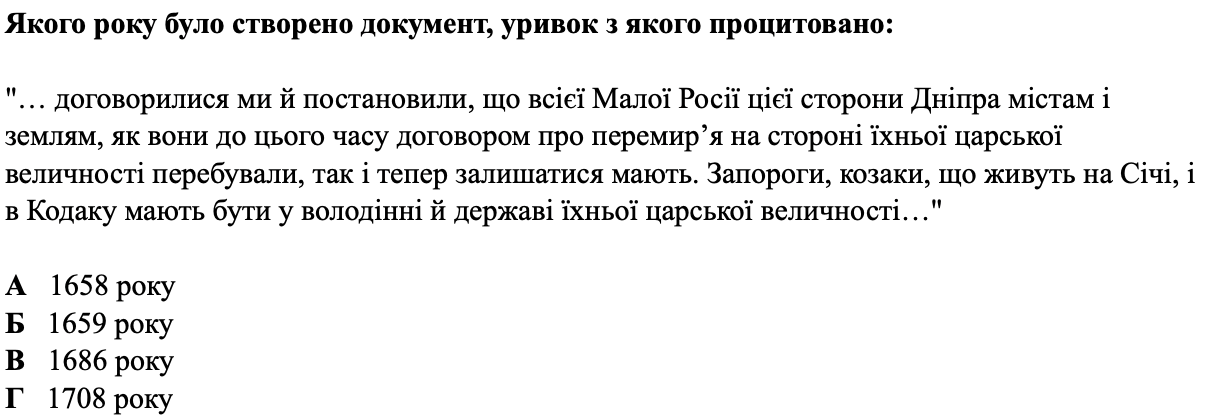 Якого року було створено документ, уривок з якого процитовано:
"… договорилися ми й постановили, що всієї Малої Росії цієї сторони Дніпра містам і
землям, як вони до цього часу договором про перемир’я на стороні їхньої царської
величності перебували, так і тепер залишатися мають. Запороги, козаки, що живуть на Січі, і
в Кодаку мають бути у володінні й державі їхньої царської величності…"
А 1658 року
Б 1659 року
В 1686 року
Г 1708 року